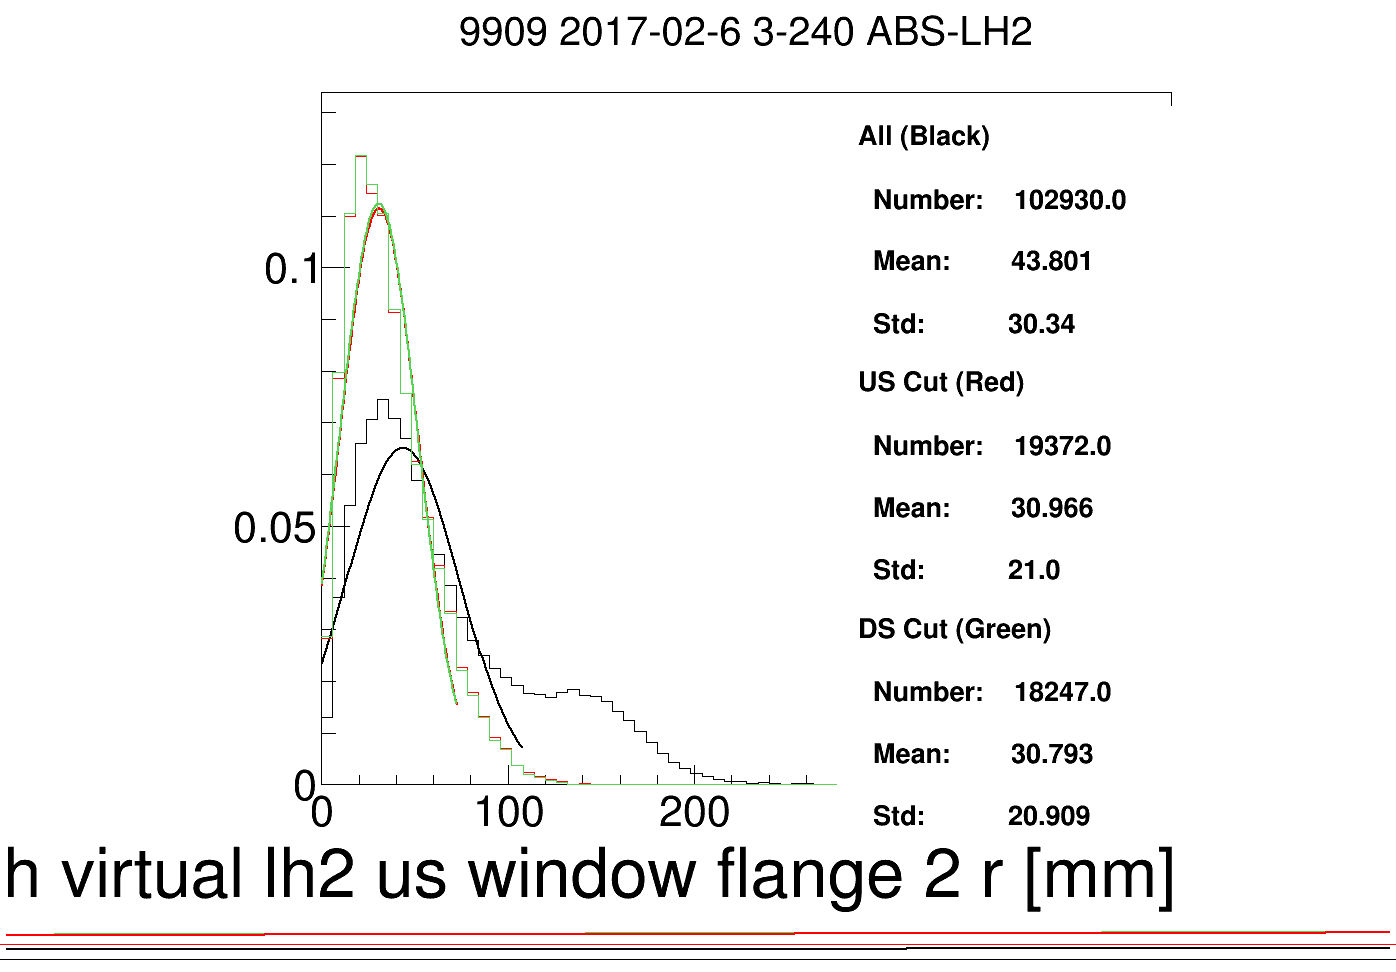 9909 2017-02-6 3-240 ABS-LH2
All (Black)
Number: 102930.0
Mean: 43.801
Std: 30.34
US Cut (Red)
Number: 19372.0
Mean: 30.966
Std: 21.0
DS Cut (Green)
Number: 18247.0
Mean: 30.793
Std: 20.909
0.1
0.05
0
0 100 200
h virtual lh2 us window flange 2 r [mm]